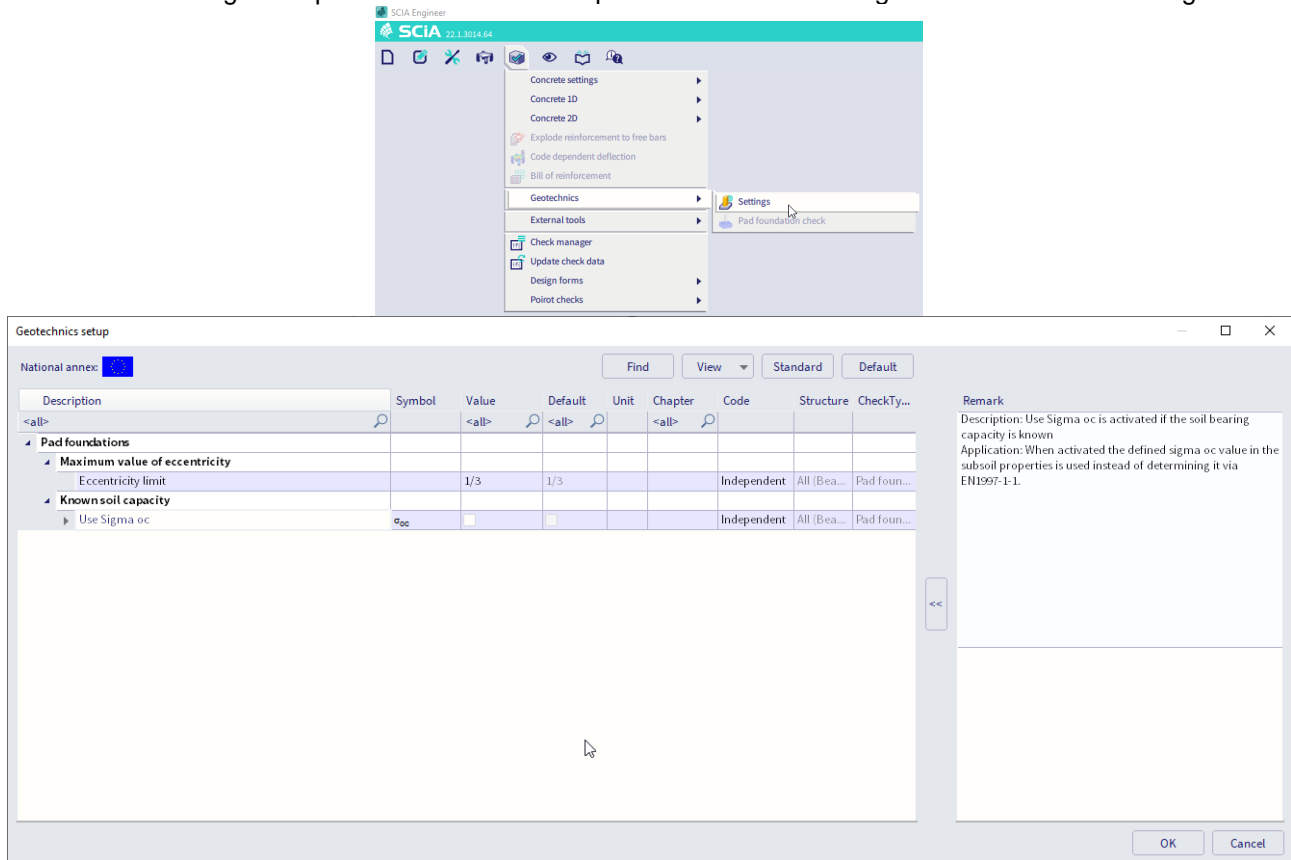 SCIA Engineer
SCIA 22.1.3014.64
Concrete settings
Concrete 1D
Concrete 2D
Explode reinforcement to free bars
Code dependent deflection
Bill of reinforcement
Geotechnics
Settings
External tools
Pad foundation check
Check manager
Update check data
Design forms
Poirot checks
Geotechnics setup
National annex:
Find View Standard Default
Description Symbol Value Default Unit Chapter Code Structure CheckTy...
<all> <all> <all> <all>
Pad foundations
Maximum value of eccentricity
Eccentricity limit 1/3 1/3 Independent All (Bea... Pad foun...
Known soil capacity
Use Sigma oc σoc Independent All (Bea... Pad foun...
<<
Remark
Description: Use Sigma oc is activated if the soil bearing
capacity is known
Application: When activated the defined sigma oc value in the
subsoil properties is used instead of determining it via
EN1997-1-1.
OK Cancel